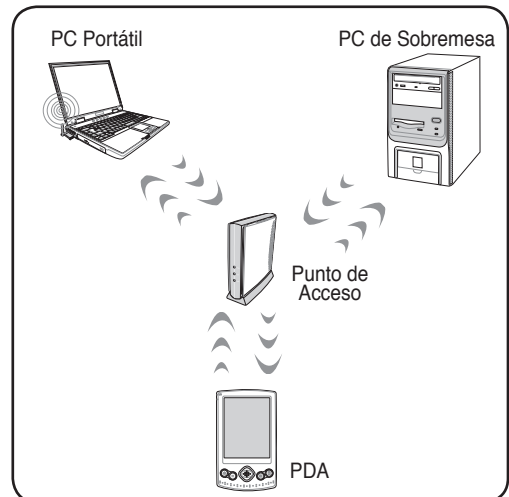 PC Portátil
PC de Sobremesa
Punto de
Acceso
PDA